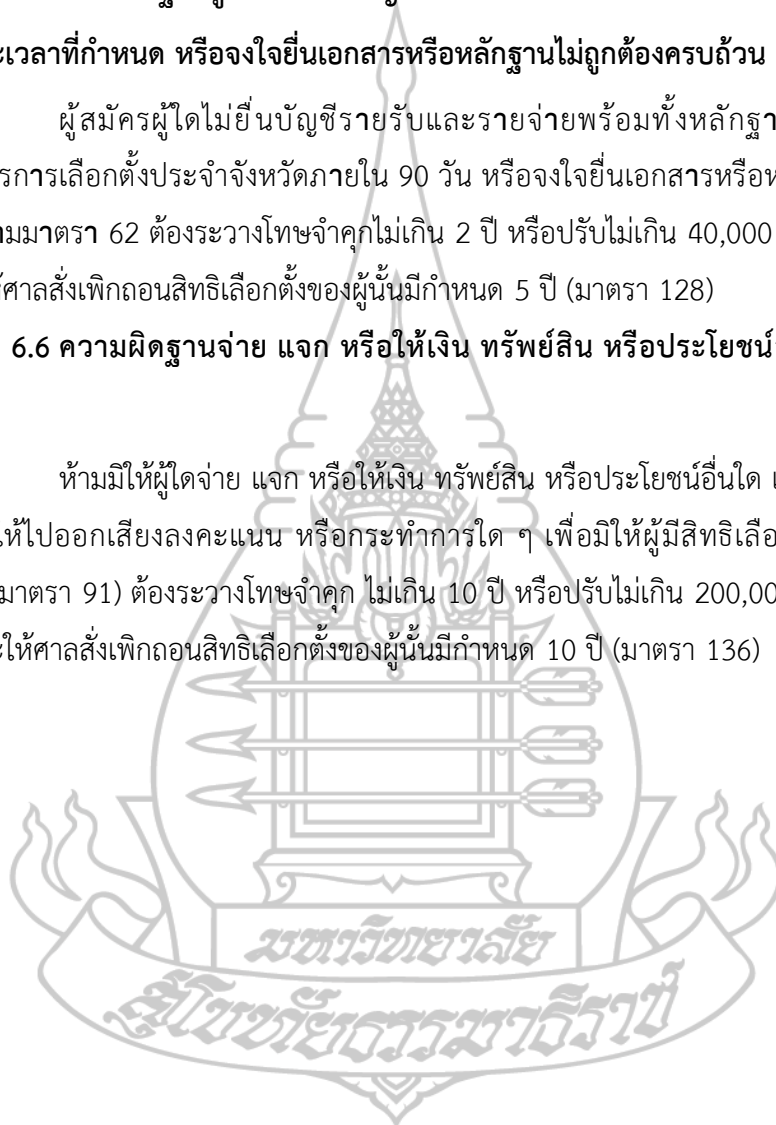 ะเวลาที่กำหนด หรือจงใจยื่นเอกสารหรือหลักฐานไม่ถูกต้องครบถ้วน
ผู้สมัครผู้ใดไม่ยื่นบัญชีรายรับและรายจ่ายพร้อมทั้งหลักฐา
รการเลือกตั้งประจำจังหวัดภายใน 90 วัน หรือจงใจยื่นเอกสารหรือห
ามมาตรา 62 ต้องระวางโทษจำคุกไม่เกิน 2 ปี หรือปรับไม่เกิน 40,000
ห้ศาลสั่งเพิกถอนสิทธิเลือกตั้งของผู้นั้นมีกำหนด 5 ปี (มาตรา 128)
6.6 ความผิดฐานจ่าย แจก หรือให้เงิน ทรัพย์สิน หรือประโยชน์
ห้ามมิให้ผู้ใดจ่าย แจก หรือให้เงิน ทรัพย์สิน หรือประโยชน์อื่นใด เ
ให้ไปออกเสียงลงคะแนน หรือกระทำการใด ๆ เพื่อมิให้ผู้มีสิทธิเลือ
มาตรา 91) ต้องระวางโทษจำคุก ไม่เกิน 10 ปี หรือปรับไม่เกิน 200,00
ะให้ศาลสั่งเพิกถอนสิทธิเลือกตั้งของผู้นั้นมีกำหนด 10 ปี (มาตรา 136)
มหาวิทยาลัย
สุโขทัยธรรมาธิราช